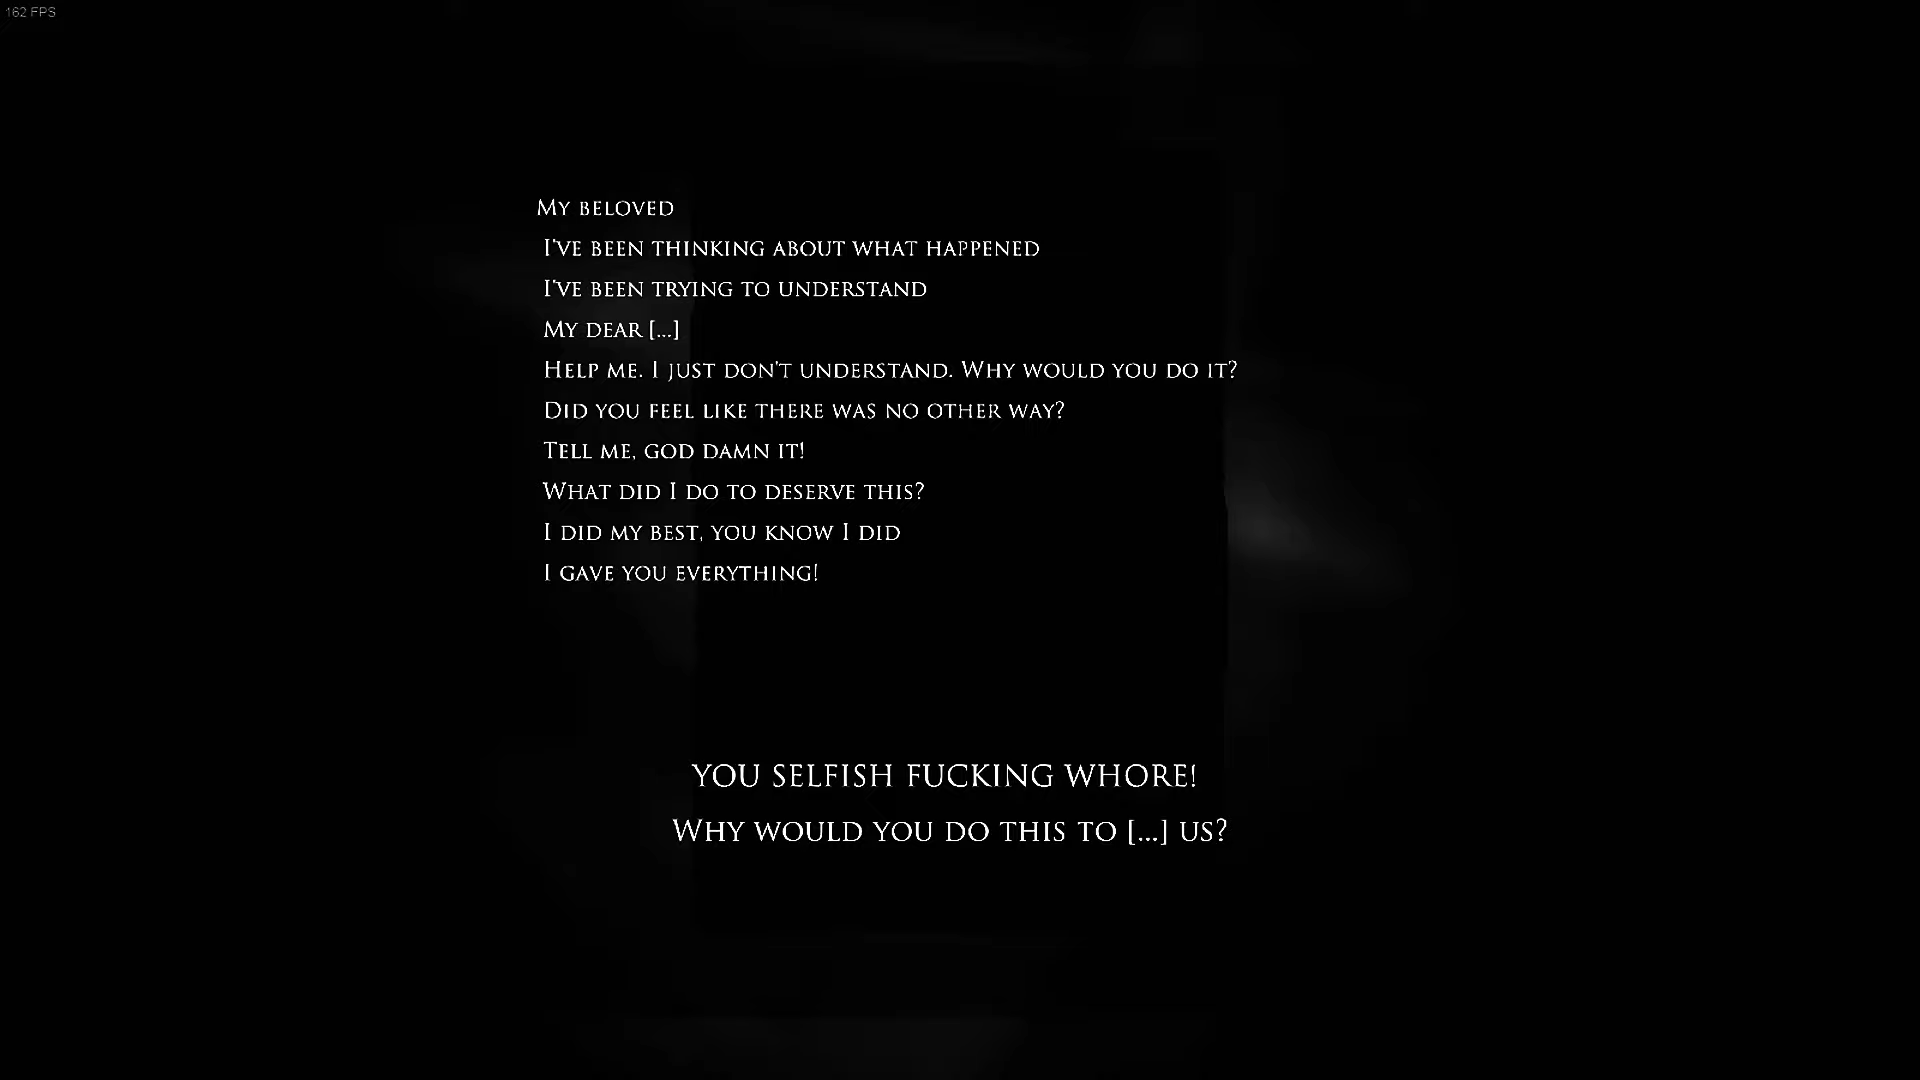 162 FPS
My beloved
I've been thinking about what happened
I've been trying to understand
My dear [...]
Help me. I just don't understand. Why would you do it?
Did you feel like there was no other way?
Tell me, god damn it!
What did I do to deserve this?
I did my best, you know I did
I gave you everything!
YOU SELFISH FUCKING WHORE!
Why would you do this to [...] us?